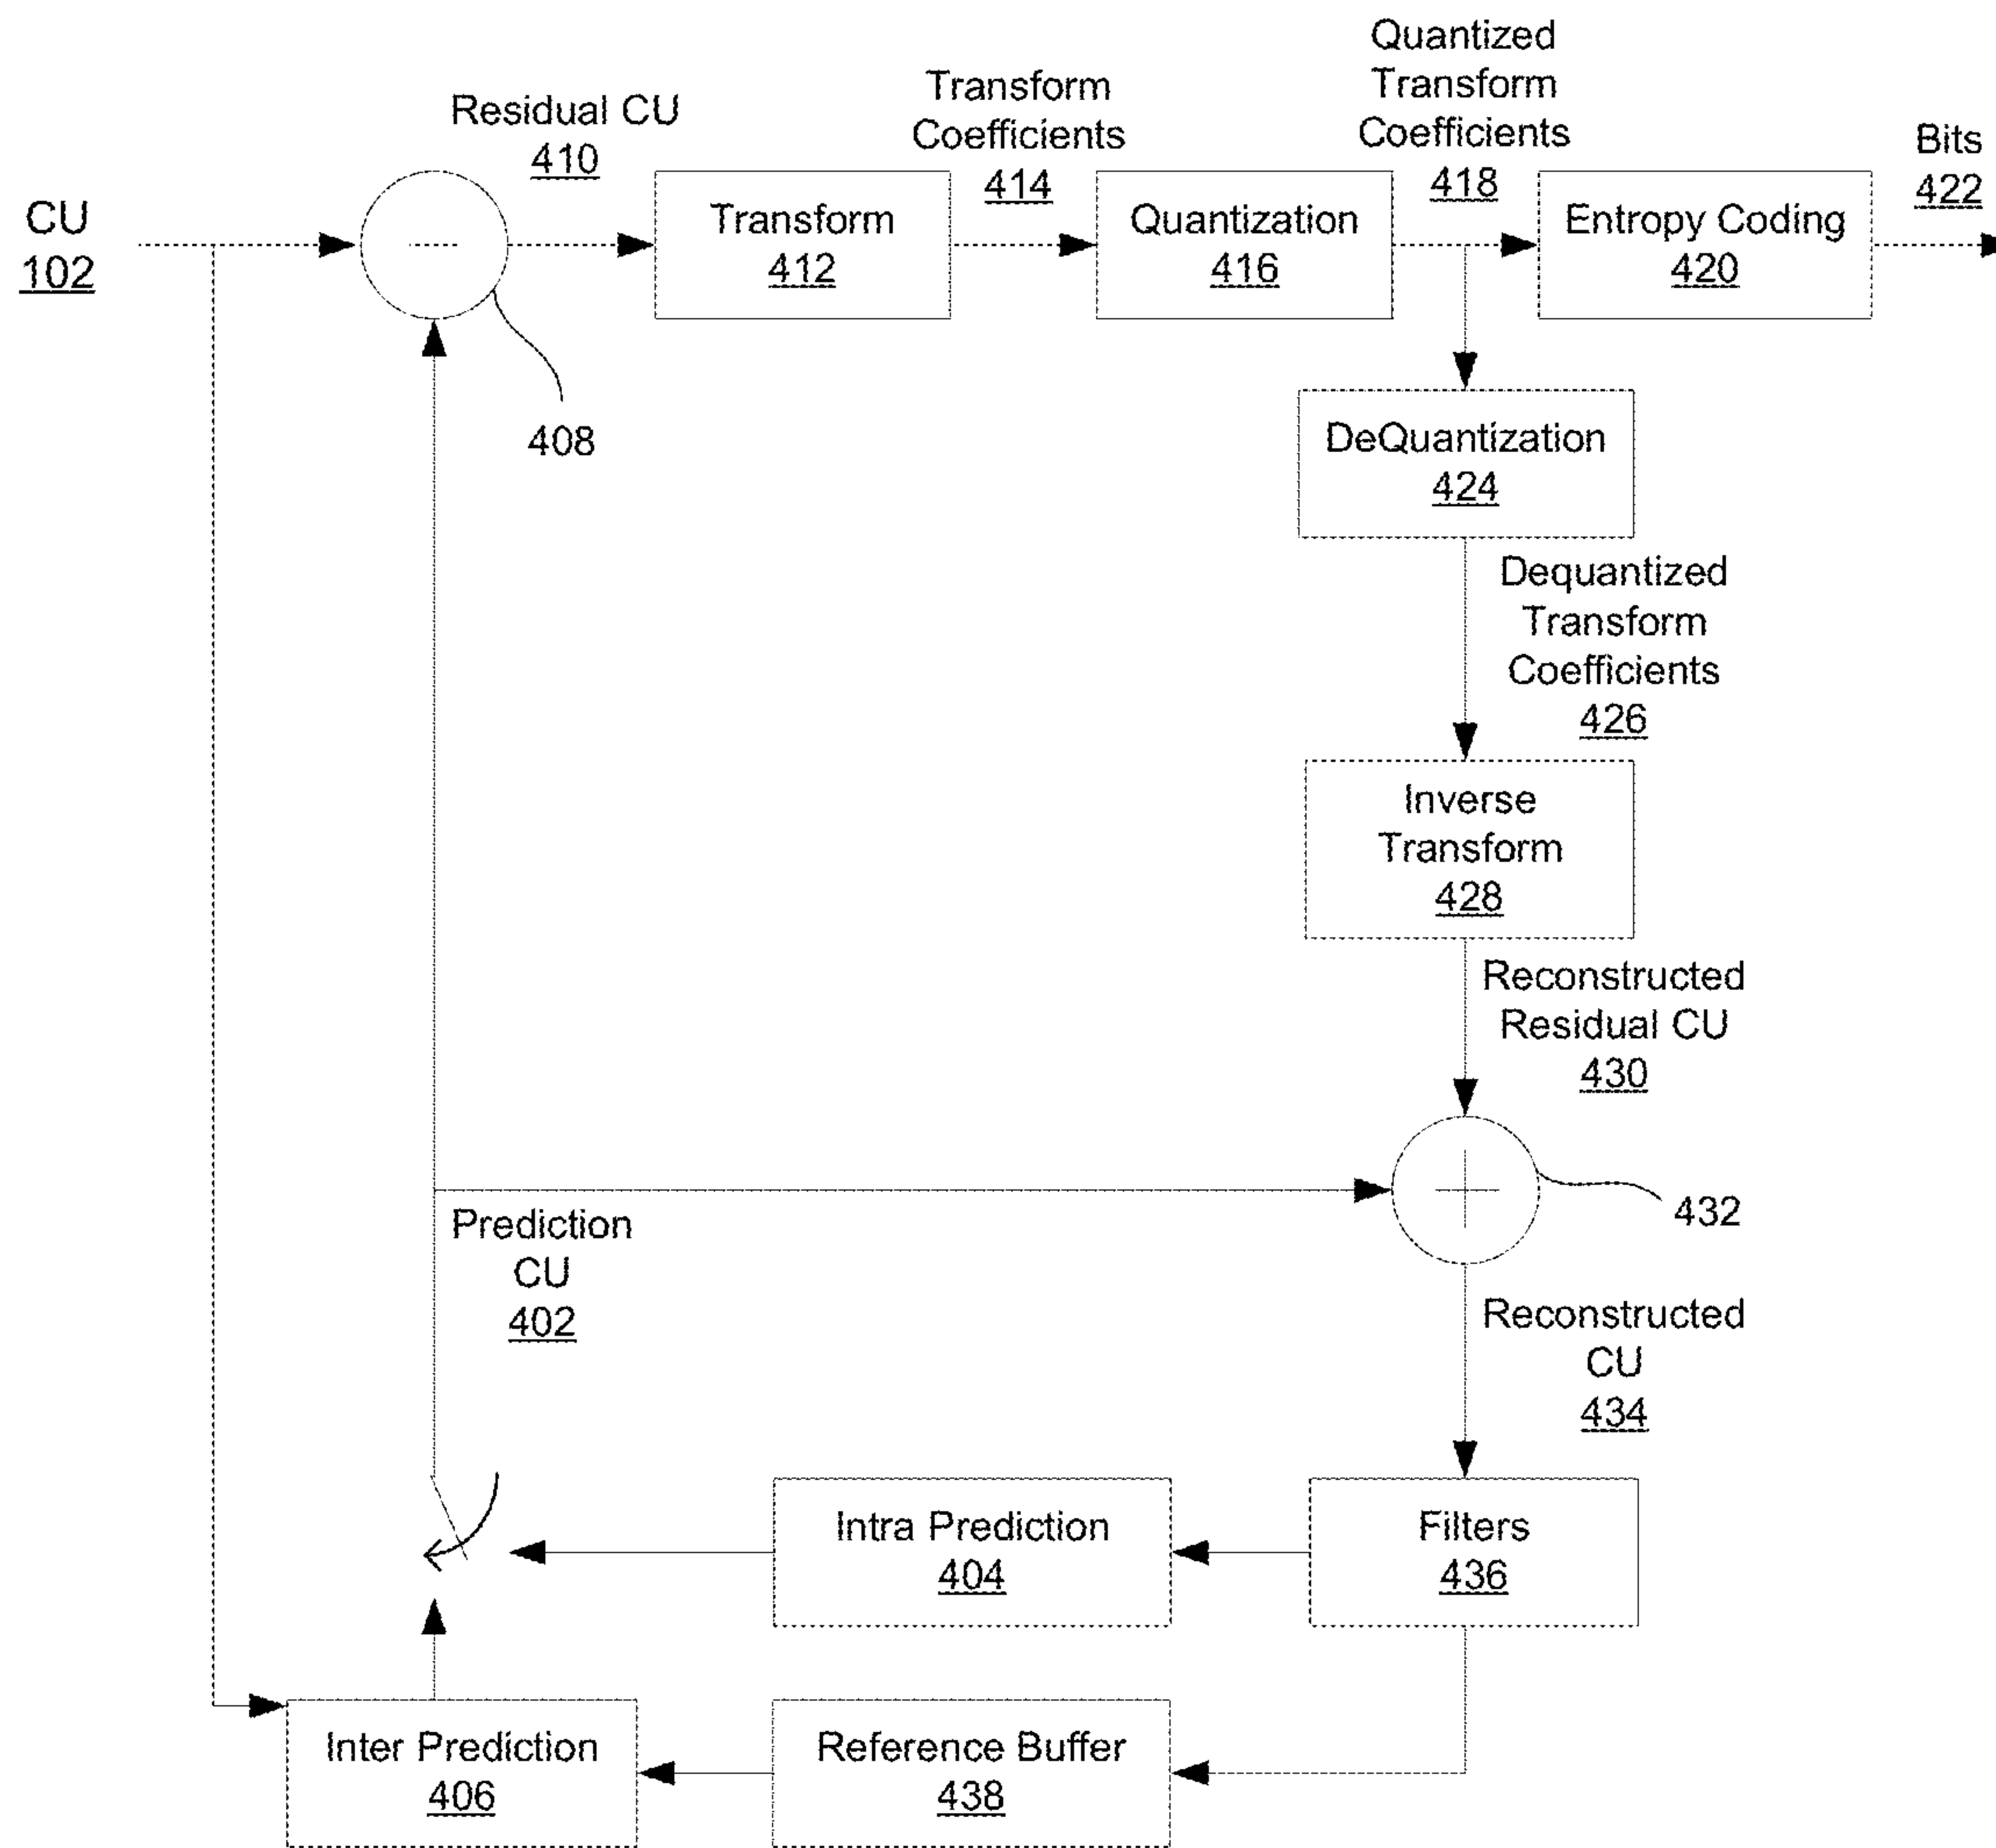 CU
102
Residual CU
410
Transform
412
Transform
Coefficients
414
Quantization
416
Quantized
Transform
Coefficients
418
Entropy Coding
420
Bits
422
408
DeQuantization
424
Dequantized
Transform
Coefficients
426
Inverse
Transform
428
Reconstructed
Residual CU
430
432
Prediction
CU
402
Reconstructed
CU
434
Intra Prediction
404
Filters
436
Inter Prediction
406
Reference Buffer
438